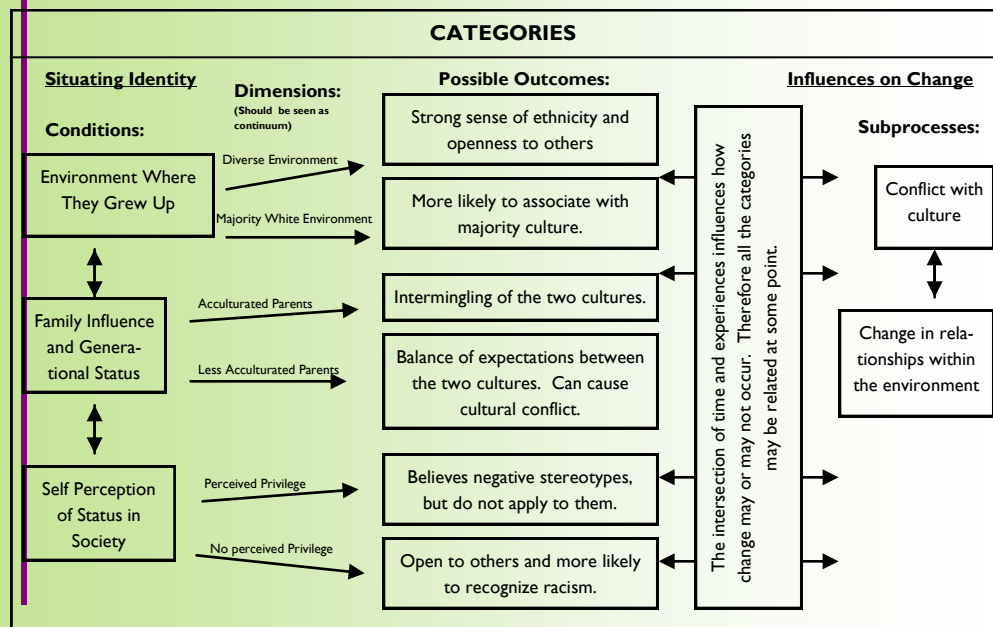 CATEGORIES
Situating Identity
Conditions:
Dimensions:
(Should be seen as
continuum)
Possible Outcomes:
Influences on Change
Subprocesses:
Environment Where
They Grew Up
Diverse Environment
Majority White Environment
Strong sense of ethnicity and
openness to others
More likely to associate with
majority culture.
Family Influence
and Genera-
tional Status
Acculturated Parents
Less Acculturated Parents
Intermingling of the two cultures.
Balance of expectations between
the two cultures. Can cause
cultural conflict.
Self Perception
of Status in
Society
Perceived Privilege
No perceived Privilege
Believes negative stereotypes,
but do not apply to them.
Open to others and more likely
to recognize racism.
The intersection of time and experiences influences how
change may or may not occur. Therefore all the categories
may be related at some point.
Conflict with
culture
Change in rela-
tionships within
the environment